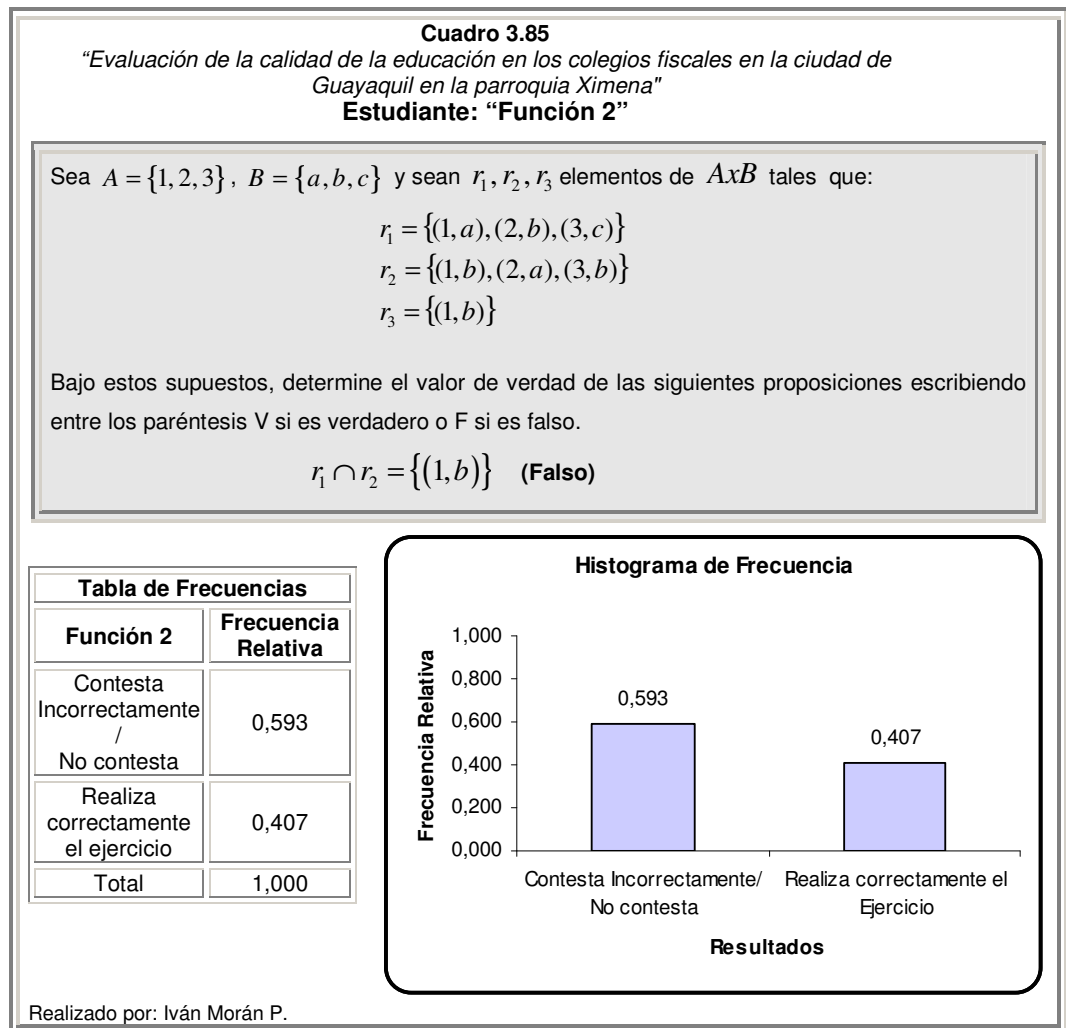 Cuadro 3.85
“Evaluación de la calidad de la educación en los colegios fiscales en la ciudad de
Guayaquil en la parroquia Ximena"
Estudiante: “Función 2”
Sea A = {1, 2, 3}, B = {a, b, c} y sean r₁, r₂, r₃ elementos de AxB tales que:
r₁ = {(1, a), (2, b), (3, c)}
r₂ = {(1, b), (2, a), (3, b)}
r₃ = {(1, b)}
Bajo estos supuestos, determine el valor de verdad de las siguientes proposiciones escribiendo
entre los paréntesis V si es verdadero o F si es falso.
r₁ ∩ r₂ = {(1, b)} (Falso)
Tabla de Frecuencias
Función 2
Frecuencia
Relativa
Contesta
Incorrectamente
/
No contesta
0,593
Realiza
correctamente
el ejercicio
0,407
Total
1,000
Histograma de Frecuencia
Frecuencia Relativa
1,000
0,800
0,600
0,400
0,200
0,000
0,593
0,407
Contesta Incorrectamente/
No contesta
Realiza correctamente el
Ejercicio
Resultados
Realizado por: Iván Morán P.